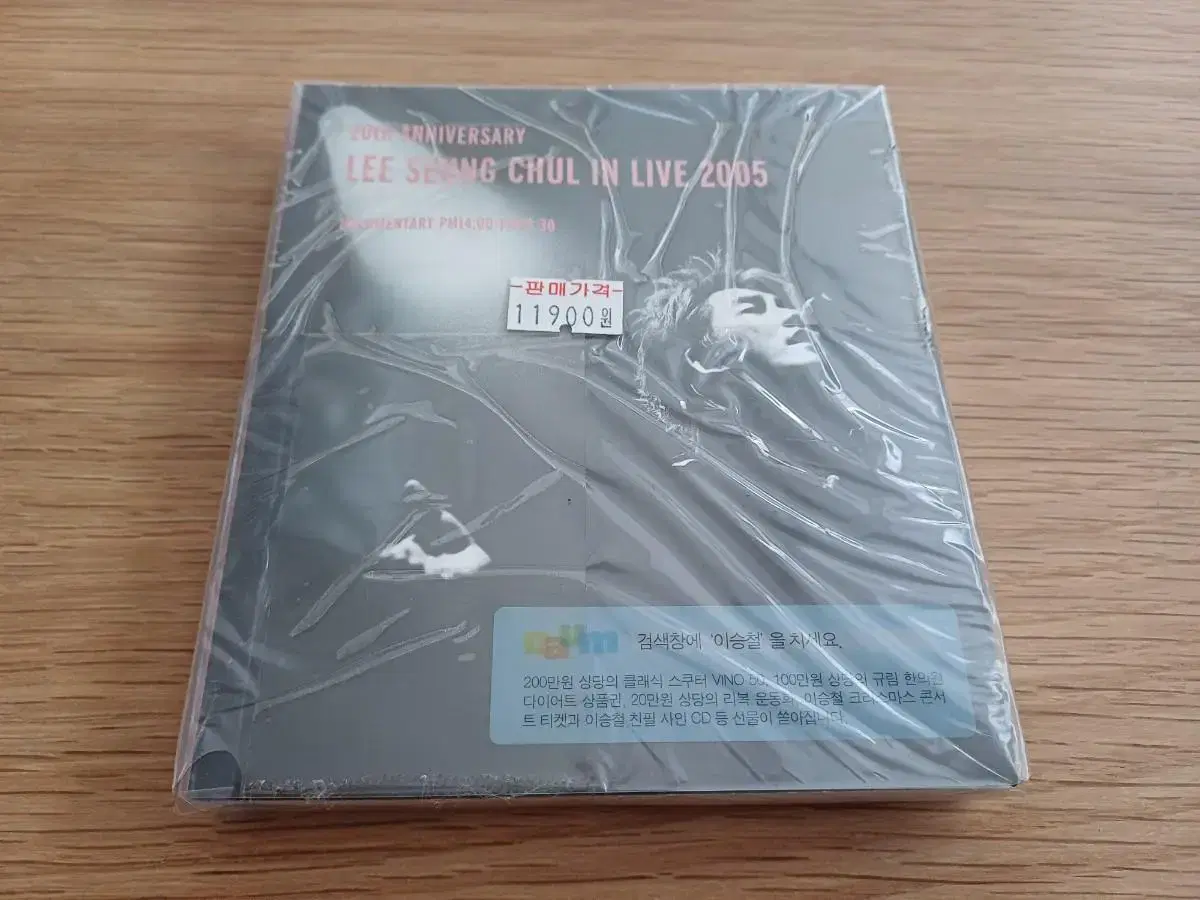 20TH ANNIVERSARY
LEE SEUNG CHUL IN LIVE 2005
판매가격
11900원
검색창에 '이승철'을 치세요.
200만원 상당의 클래식 스쿠터 VINO 50, 100만원 상당의 규림 한의원
다이어트 상품권, 20만원 상당의 리복 운동화, 이승철 크리스마스 콘서
트 티켓과 이승철 친필 사인 CD 등 선물이 쏟아집니다.